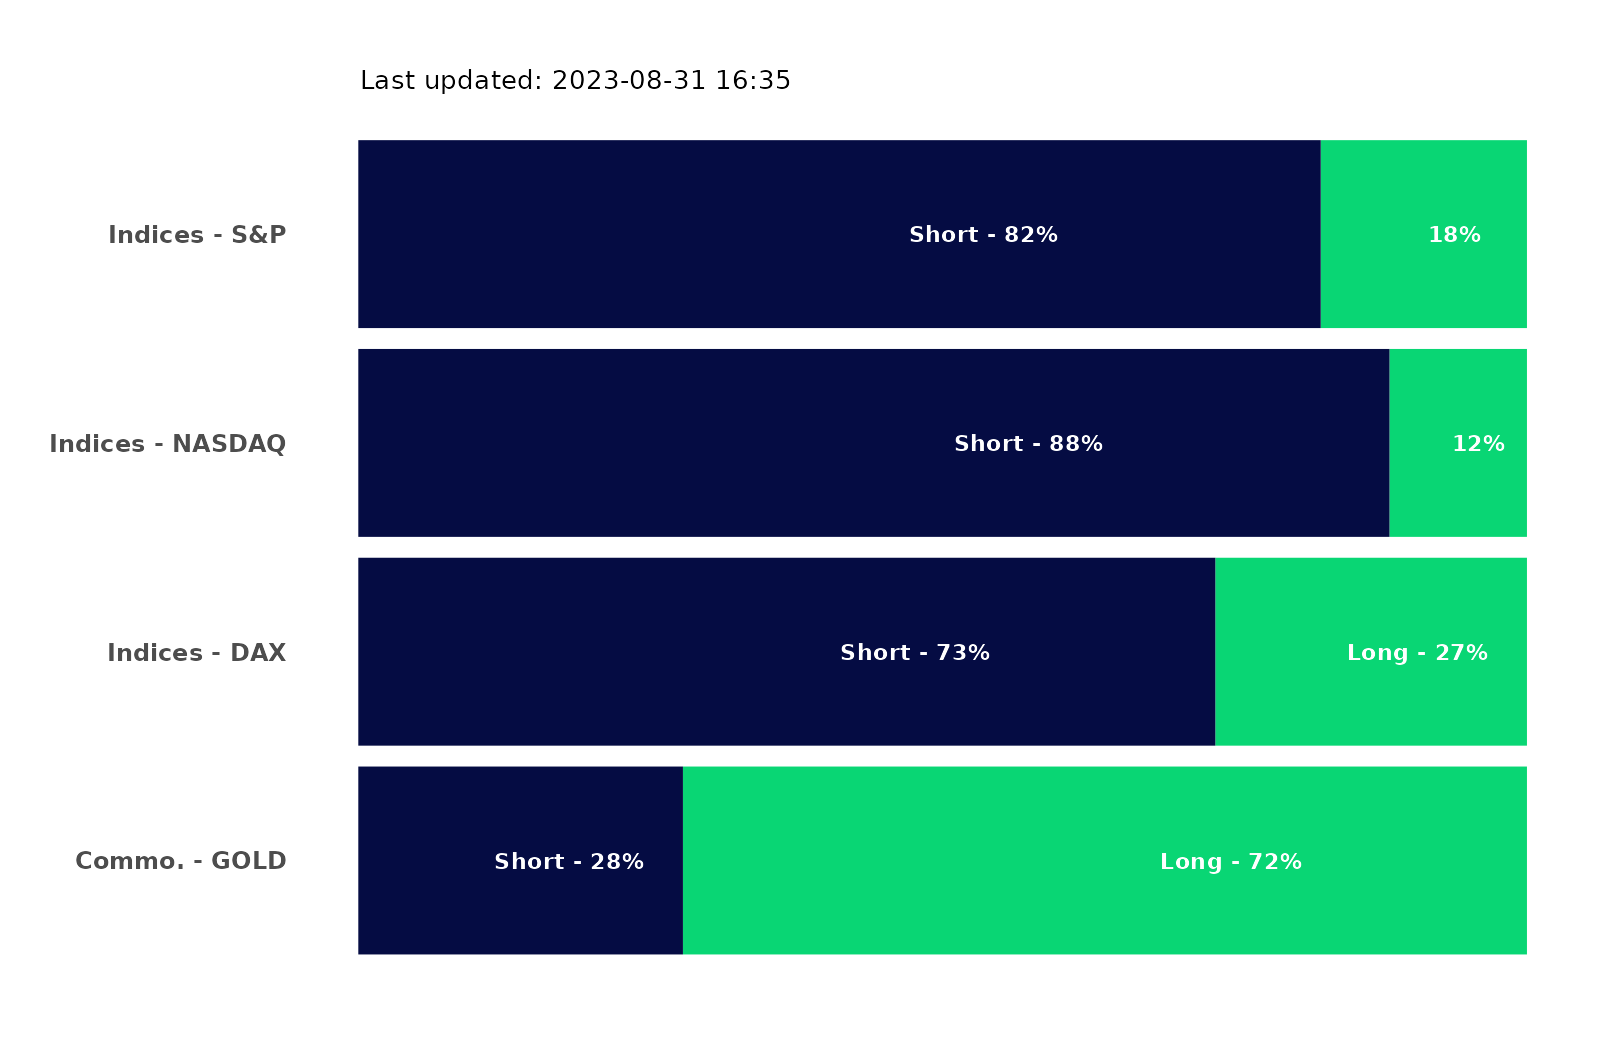 Last updated: 2023-08-31 16:35
Indices - S&P Short - 82% 18%
Indices - NASDAQ Short - 88% 12%
Indices - DAX Short - 73% Long - 27%
Commo. - GOLD Short - 28% Long - 72%